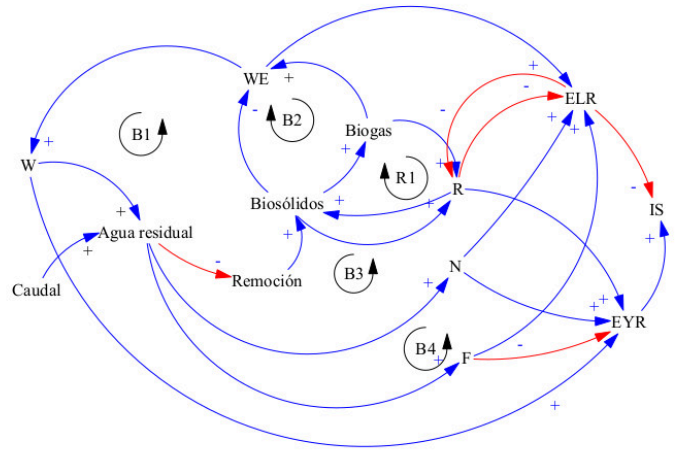 WE
ELR
B1
B2
Biogas
W
R1
R
IS
Biosólidos
Agua residual
B3
N
Remoción
Caudal
EYR
B4
F